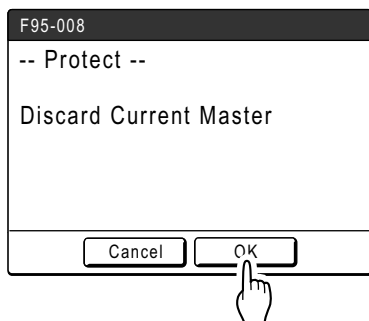 F95-008
-- Protect --
Discard Current Master
Cancel OK